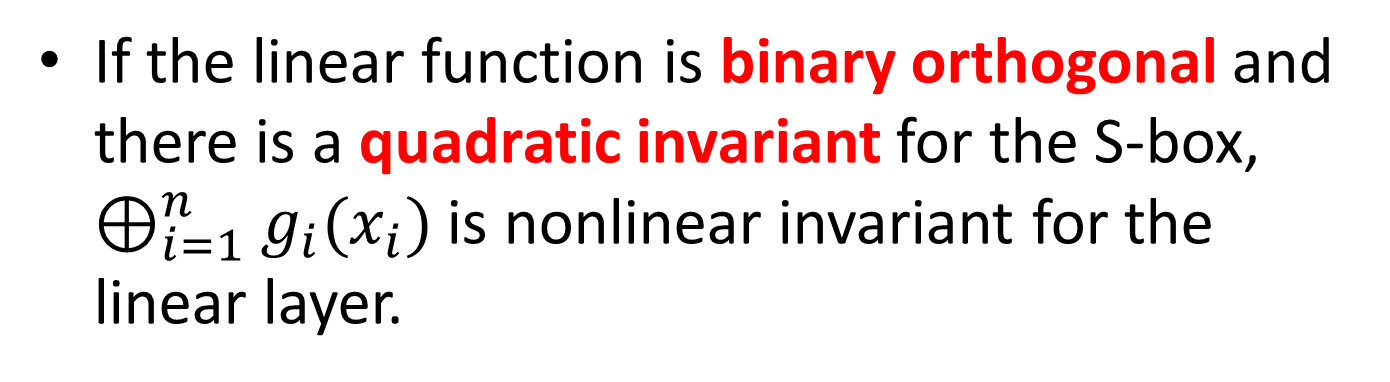 • If the linear function is binary orthogonal and
there is a quadratic invariant for the S-box,
⊕ⁿᵢ₌₁ gᵢ(xᵢ) is nonlinear invariant for the
linear layer.